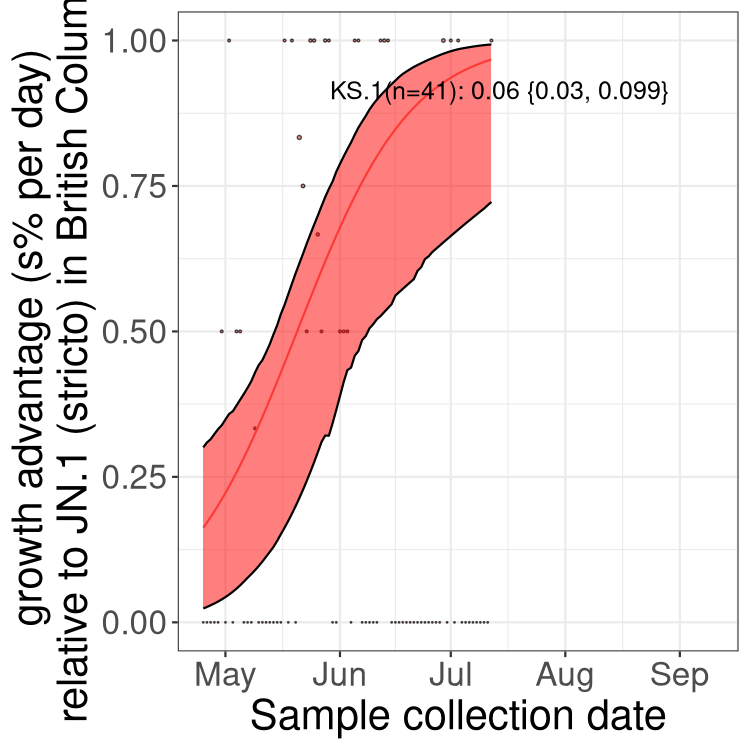 growth advantage (s% per day)
relative to JN.1 (stricto) in British Colum
1.00
0.75
0.50
0.25
0.00
KS.1(n=41): 0.06 {0.03, 0.099}
May Jun Jul Aug Sep
Sample collection date